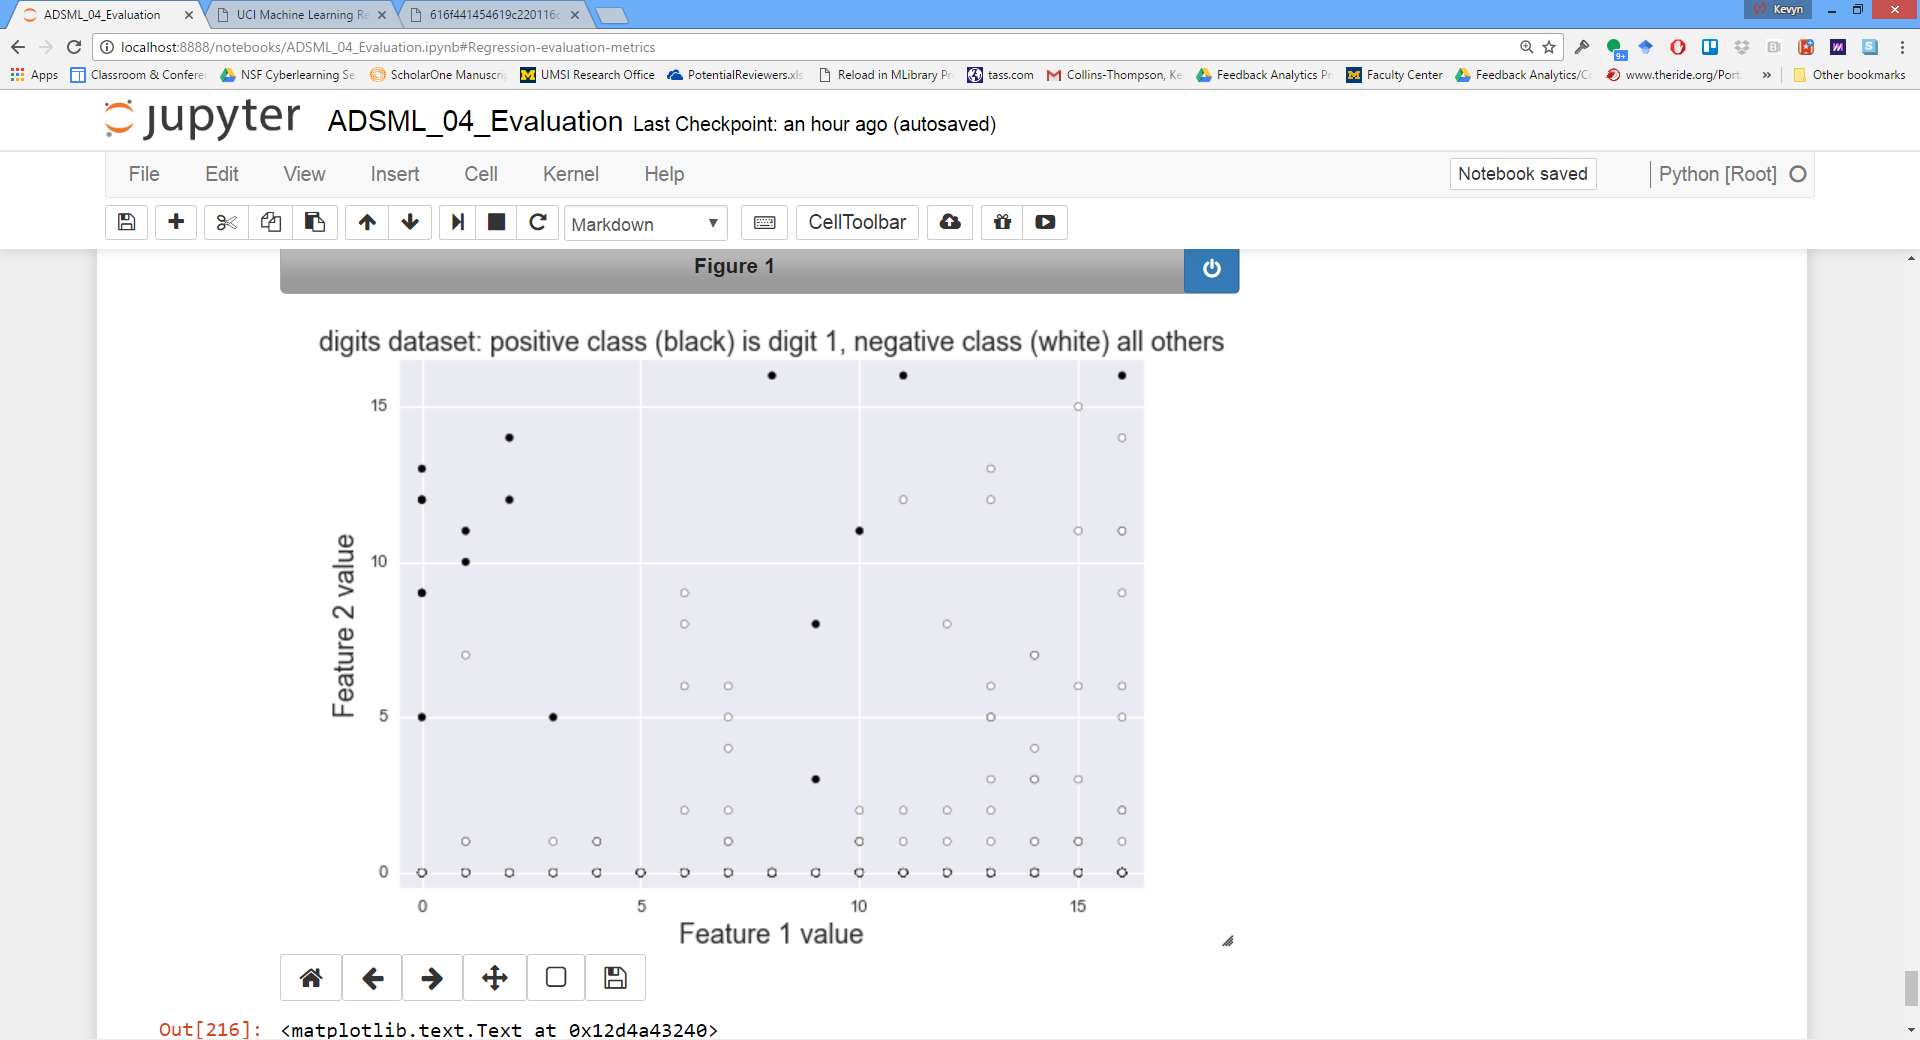 ADSML_04_Evaluation
UCI Machine Learning Re
616f441454619c220116c
Kevyn
localhost:8888/notebooks/ADSML_04_Evaluation.ipynb#Regression-evaluation-metrics
9+
Apps Classroom & Confere NSF Cyberlearning Se ScholarOne Manuscrip UMSI Research Office PotentialReviewers.xls Reload in MLibrary Pr tass.com Collins-Thompson, Ke Feedback Analytics Pr Faculty Center Feedback Analytics/C www.theride.org/Port » Other bookmarks
jupyter ADSML_04_Evaluation Last Checkpoint: an hour ago (autosaved)
File Edit View Insert Cell Kernel Help Notebook saved Python [Root]
Markdown CellToolbar
Figure 1
digits dataset: positive class (black) is digit 1, negative class (white) all others
15
10
5
0
Feature 2 value
0 5 10 15
Feature 1 value
Out[216]: <matplotlib.text.Text at 0x12d4a43240>